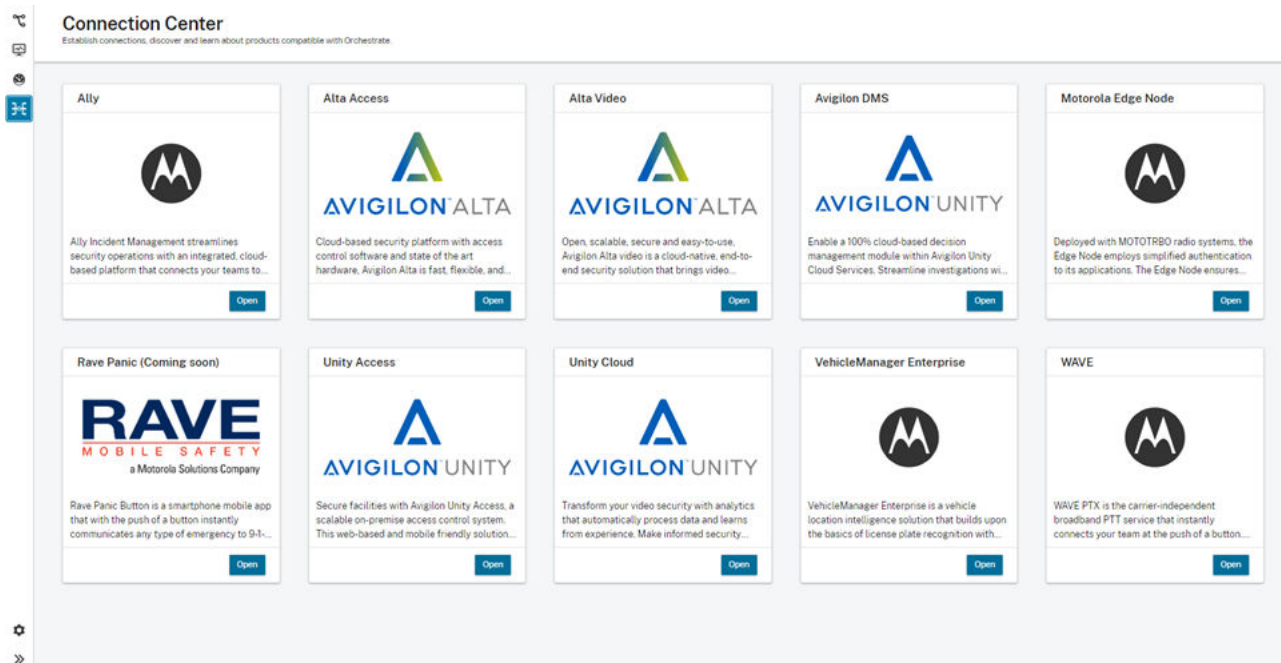 Connection Center
Establish connections, discover and learn about products compatible with Orchestrate.
Ally
Ally Incident Management streamlines
security operations with an integrated, cloud-
based platform that connects your teams to...
Open
Alta Access
AVIGILON ALTA
Cloud-based security platform with access
control software and state of the art
hardware, Avigilon Alta is fast, flexible, and...
Open
Alta Video
AVIGILON ALTA
Open, scalable, secure and easy-to-use,
Avigilon Alta video is a cloud-native, end-to-
end security solution that brings video...
Open
Avigilon DMS
AVIGILON UNITY
Enable a 100% cloud-based decision
management module within Avigilon Unity
Cloud Services. Streamline investigations wi...
Open
Motorola Edge Node
Deployed with MOTOTRBO radio systems, the
Edge Node employs simplified authentication
to its applications. The Edge Node ensures...
Open
Rave Panic (Coming soon)
RAVE
MOBILE SAFETY
a Motorola Solutions Company
Rave Panic Button is a smartphone mobile app
that with the push of a button instantly
communicates any type of emergency to 9-1-...
Open
Unity Access
AVIGILON UNITY
Secure facilities with Avigilon Unity Access, a
scalable on-premise access control system.
This web-based and mobile friendly solution...
Open
Unity Cloud
AVIGILON UNITY
Transform your video security with analytics
that automatically process data and learns
from experience. Make informed security...
Open
VehicleManager Enterprise
VehicleManager Enterprise is a vehicle
location intelligence solution that builds upon
the basics of license plate recognition with...
Open
WAVE
WAVE PTX is the carrier-independent
broadband PTT service that instantly
connects your team at the push of a button....
Open